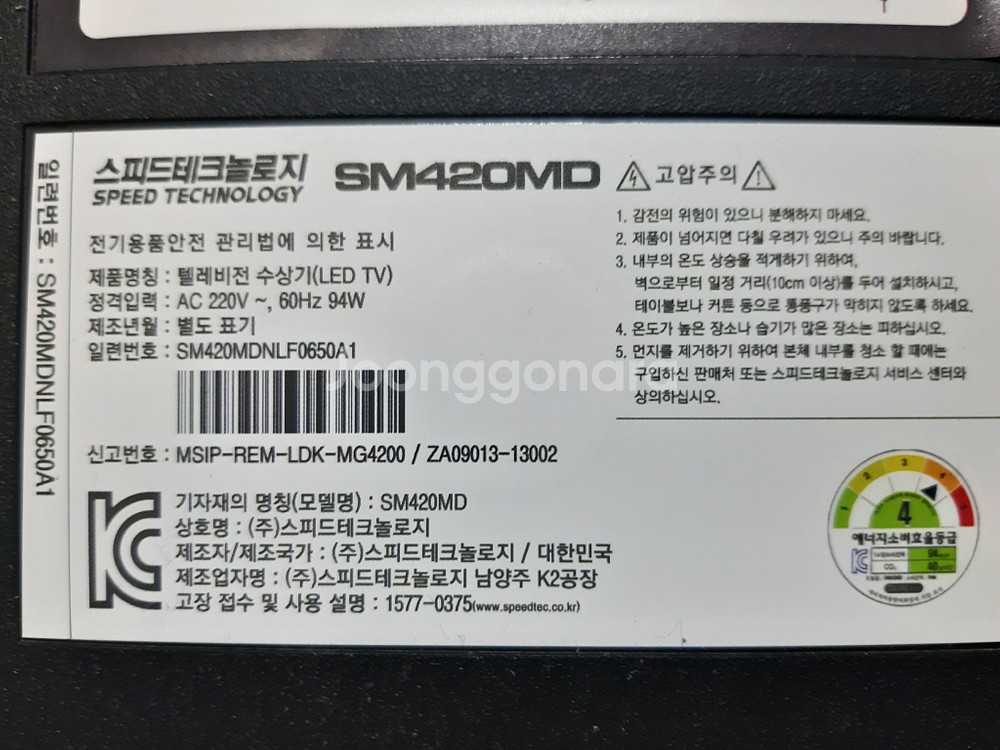 스피드테크놀로지
SPEED TECHNOLOGY
SM420MD
고압주의
전기용품안전 관리법에 의한 표시
제품명칭 : 텔레비전 수상기(LED TV)
정격입력 : AC 220V ~, 60Hz 94W
제조년월 : 별도 표기
일련번호 : SM420MDNLF0650A1
신고번호 : MSIP-REM-LDK-MG4200 / ZA09013-13002
기자재의 명칭(모델명) : SM420MD
상호명 : (주)스피드테크놀로지
제조자/제조국가 : (주)스피드테크놀로지 / 대한민국
제조업자명 : (주)스피드테크놀로지 남양주 K2공장
고장 접수 및 사용 설명 : 1577-0375(www.speedtec.co.kr)
1. 감전의 위험이 있으니 분해하지 마세요.
2. 제품이 넘어지면 다칠 우려가 있으니 주의 바랍니다.
3. 내부의 온도 상승을 적게하기 위하여,
벽으로부터 일정 거리(10cm 이상)를 두어 설치하시고,
테이블보나 커튼 등으로 통풍구가 막히지 않도록 하세요.
4. 온도가 높은 장소나 습기가 많은 장소는 피하십시오.
5. 먼지를 제거하기 위하여 본체 내부를 청소 할 때에는
구입하신 판매처 또는 스피드테크놀로지 서비스 센터와
상의하십시오.
1 2 3 4 5
4
에너지소비효율등급
94
CO₂
일련번호 : SM420MDNLF0650A1
Joonggonara